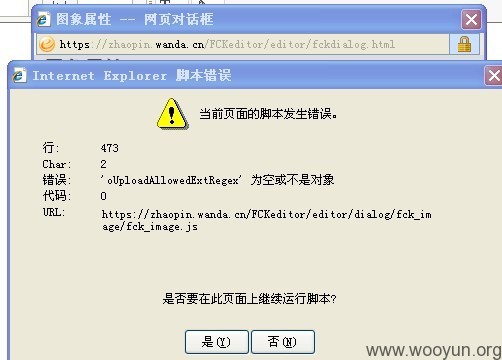 图象属性 -- 网页对话框
https://zhaopin.wanda.cn/FCKeditor/editor/fckdialog.html
Internet Explorer 脚本错误
当前页面的脚本发生错误。
行: 473
Char: 2
错误: 'oUploadAllowedExtRegex' 为空或不是对象
代码: 0
URL: https://zhaopin.wanda.cn/FCKeditor/editor/dialog/fck_im
age/fck_image.js
是否要在此页面上继续运行脚本?
是(Y) 否(N)
www.wooyun.org